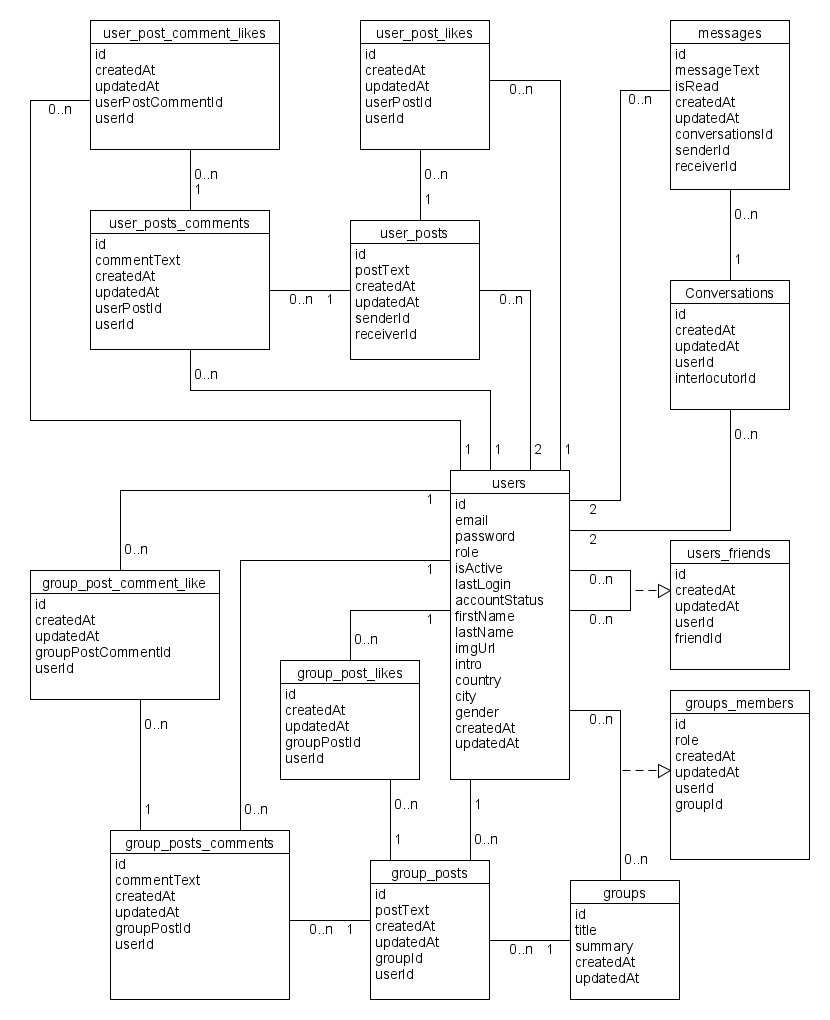 user_post_comment_likes
id
createdAt
updatedAt
userPostCommentId
userId
user_post_likes
id
createdAt
updatedAt
userPostId
userId
messages
id
messageText
isRead
createdAt
updatedAt
conversationsId
senderId
receiverId
0..n
0..n
0..n
0..n
1
0..n
1
0..n
1
user_posts_comments
id
commentText
createdAt
updatedAt
userPostId
userId
0..n 1
user_posts
id
postText
createdAt
updatedAt
senderId
receiverId
0..n
Conversations
id
createdAt
updatedAt
userId
interlocutorId
0..n
0..n
1
1
2
1
users
id
email
password
role
isActive
lastLogin
accountStatus
firstName
lastName
imgUrl
intro
country
city
gender
createdAt
updatedAt
1
2
2
0..n
1
0..n
0..n
users_friends
id
createdAt
updatedAt
userId
friendId
group_post_comment_like
id
createdAt
updatedAt
groupPostCommentId
userId
1
0..n
group_post_likes
id
createdAt
updatedAt
groupPostId
userId
0..n
groups_members
id
role
createdAt
updatedAt
userId
groupId
0..n
1
0..n
0..n
1
1
0..n
0..n
group_posts_comments
id
commentText
createdAt
updatedAt
groupPostId
userId
0..n 1
group_posts
id
postText
createdAt
updatedAt
groupId
userId
0..n 1
groups
id
title
summary
createdAt
updatedAt